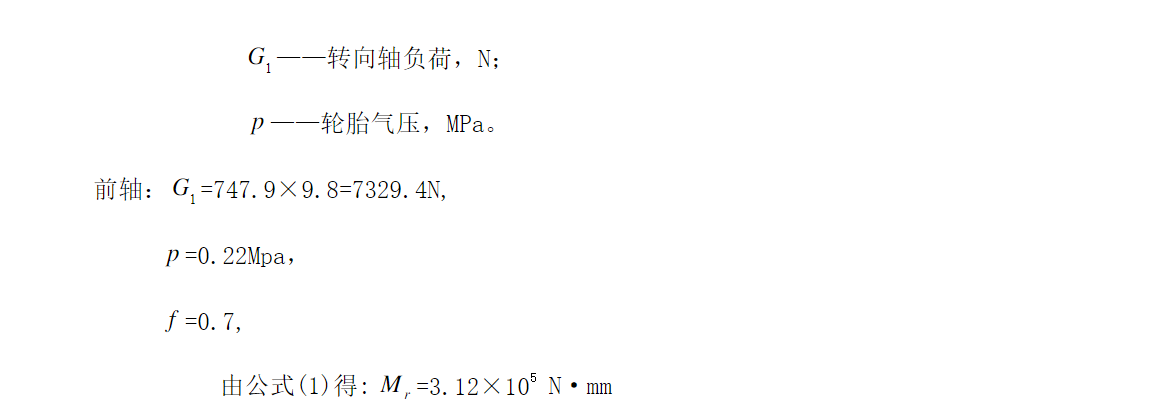 G₁——转向轴负荷，N；
p——轮胎气压，MPa。
前轴：G₁=747.9×9.8=7329.4N,
p=0.22Mpa，
f=0.7,
由公式(1)得: Mᵣ=3.12×10⁵ N·mm